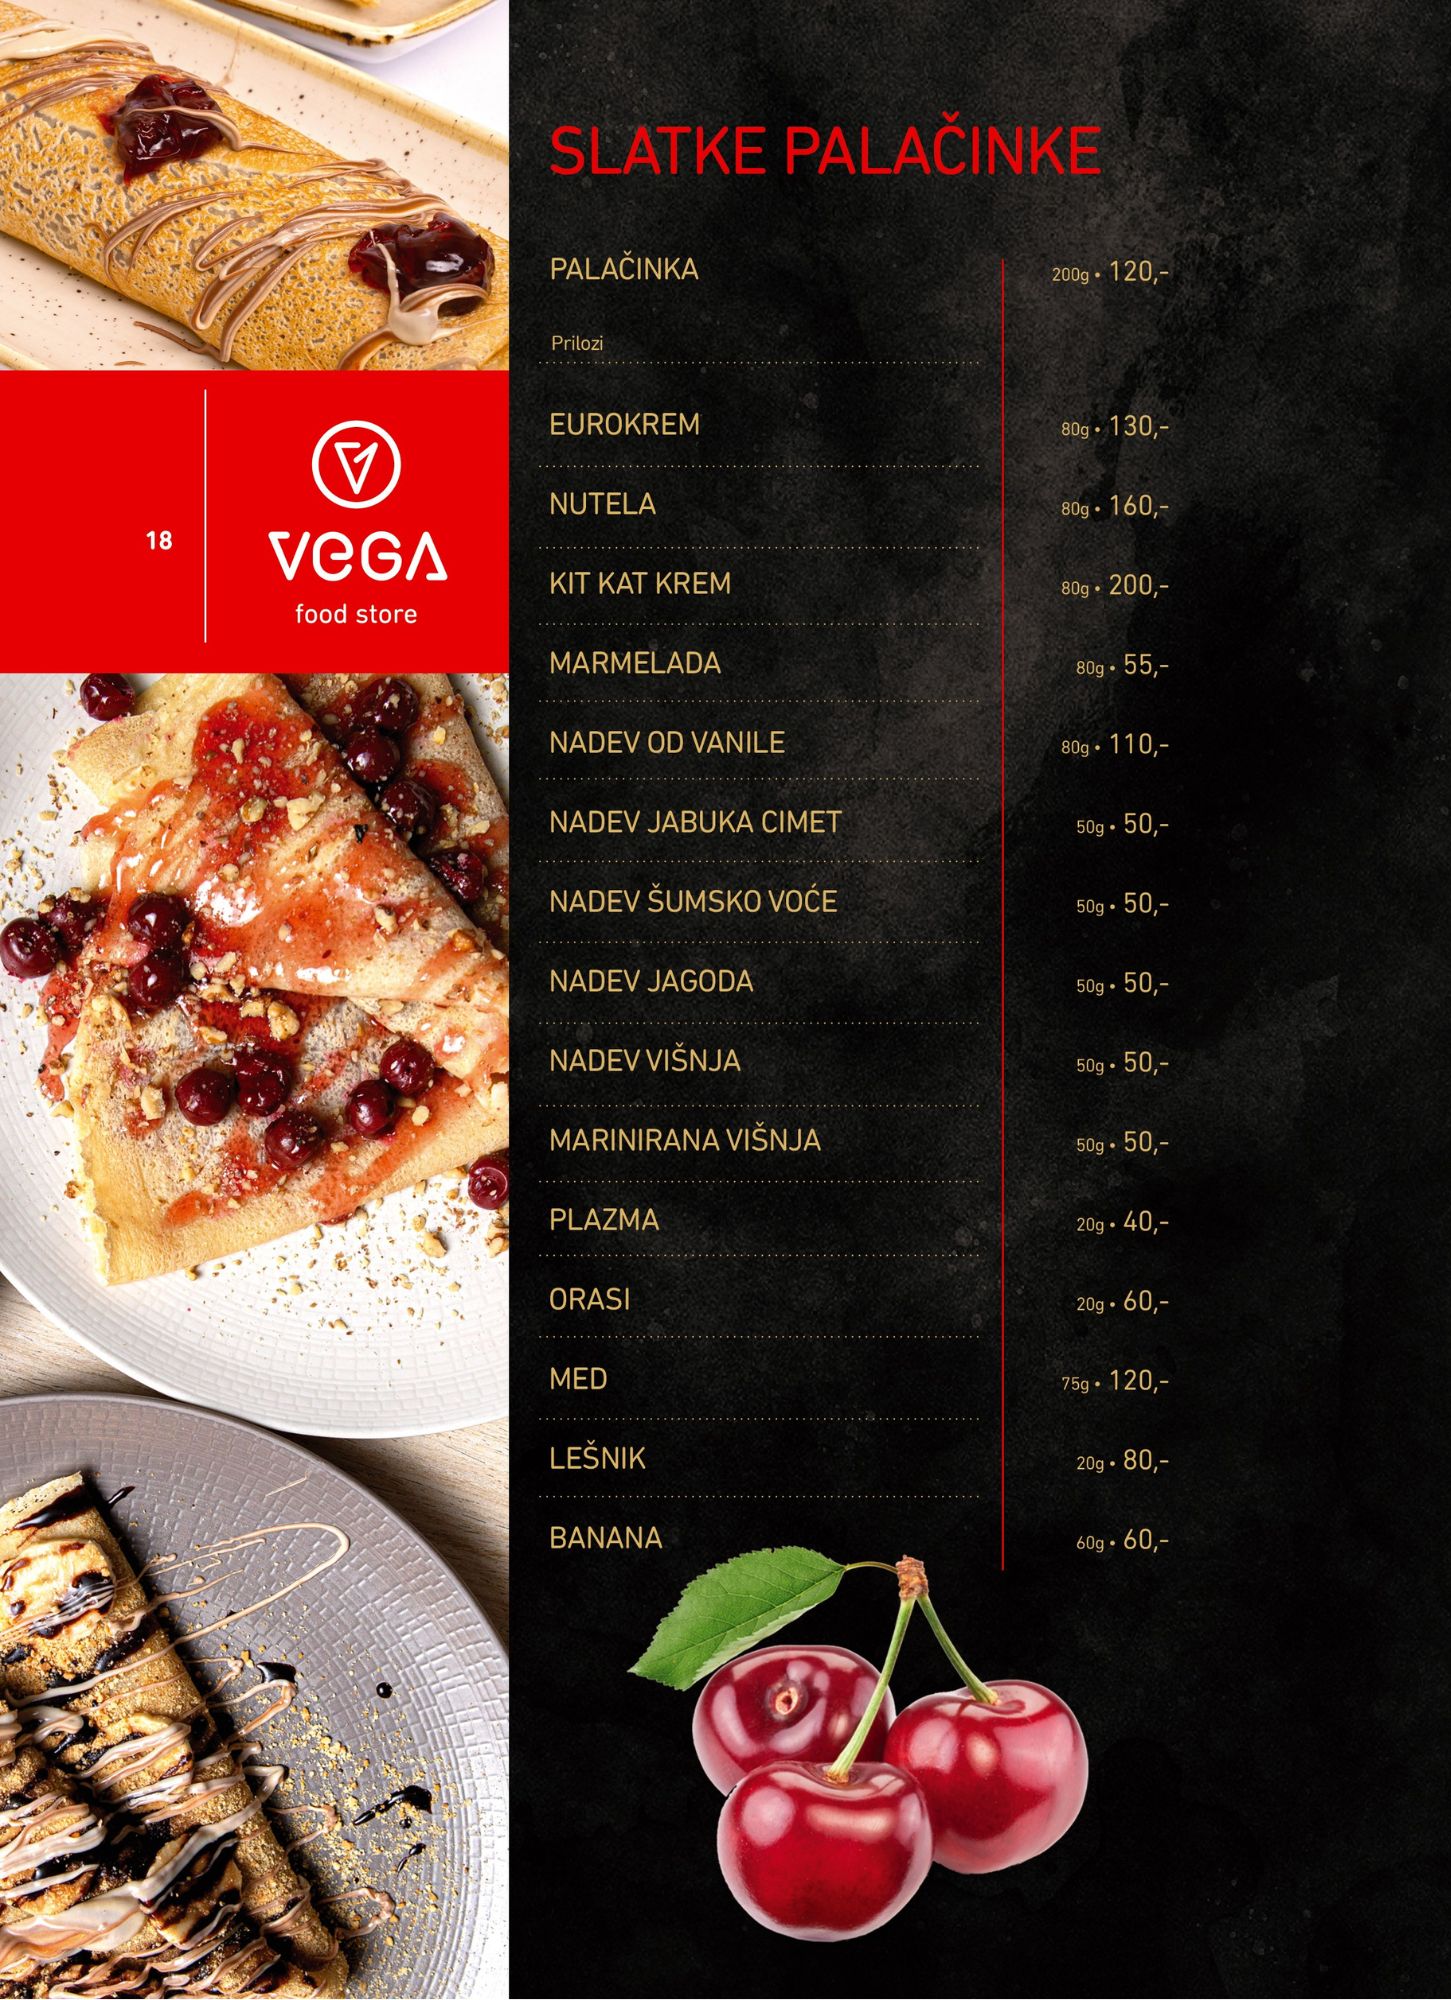 SLATKE PALAČINKE
PALAČINKA 200g • 120,-
Prilozi
EUROKREM 80g • 130,-
NUTELA 80g • 160,-
KIT KAT KREM 80g • 200,-
MARMELADA 80g • 55,-
NADEV OD VANILE 80g • 110,-
NADEV JABUKA CIMET 50g • 50,-
NADEV ŠUMSKO VOĆE 50g • 50,-
NADEV JAGODA 50g • 50,-
NADEV VIŠNJA 50g • 50,-
MARINIRANA VIŠNJA 50g • 50,-
PLAZMA 20g • 40,-
ORASI 20g • 60,-
MED 75g • 120,-
LEŠNIK 20g • 80,-
BANANA 60g • 60,-
18
VEGA
food store